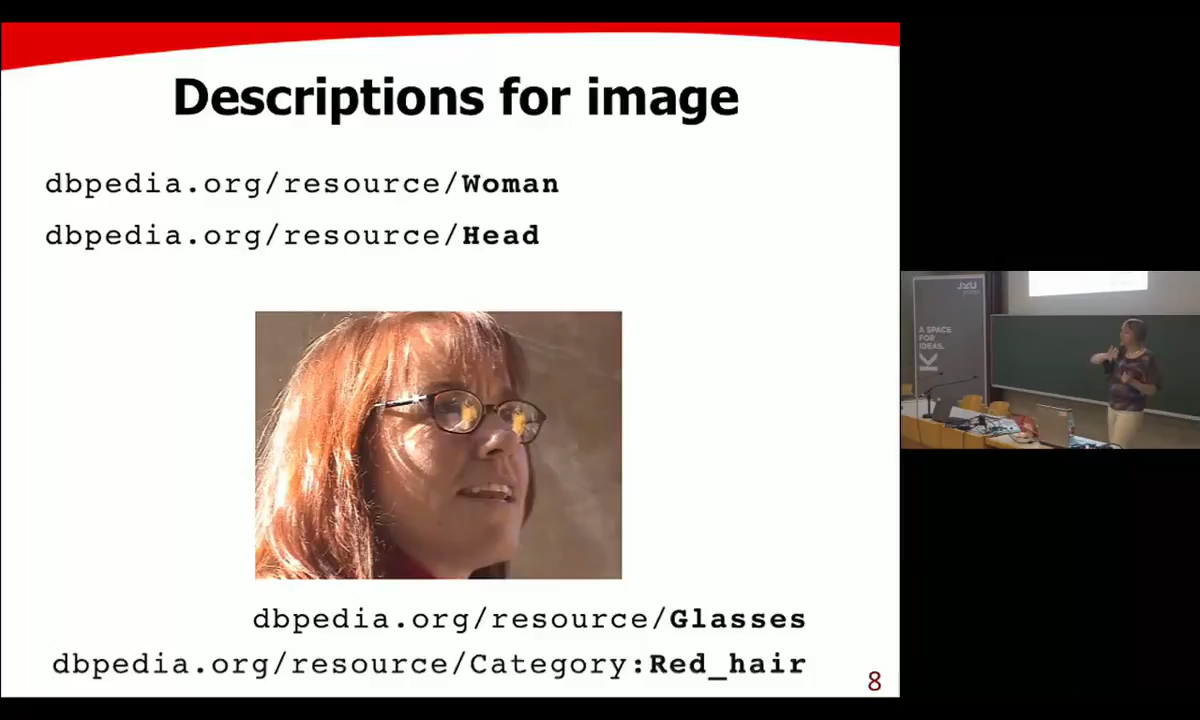 Descriptions for image
dbpedia.org/resource/Woman
dbpedia.org/resource/Head
dbpedia.org/resource/Glasses
dbpedia.org/resource/Category:Red_hair
8
JKU
A SPACE
FOR
IDEAS.
K